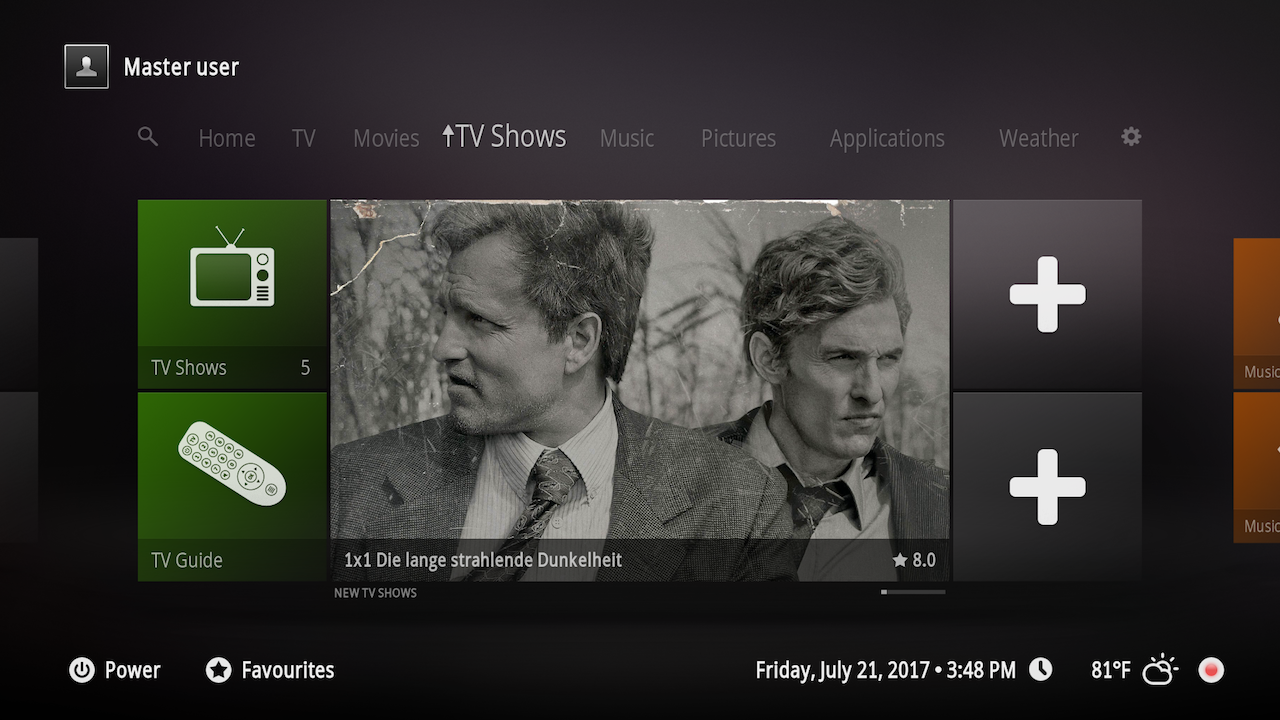 Master user
Home TV Movies TV Shows Music Pictures Applications Weather
TV Shows 5
TV Guide
1x1 Die lange strahlende Dunkelheit 8.0
NEW TV SHOWS
Music
Music
Power Favourites Friday, July 21, 2017 • 3:48 PM 81°F